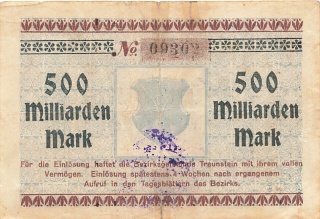 No. 09302
500 500
Milliarden Milliarden
Mark Mark
Für die Einlösung haftet die Bezirksgemeinde Traunstein mit ihrem vollen
Vermögen. Einlösung spätestens 4 Wochen nach ergangenem
Aufruf in den Tagesblättern des Bezirks.